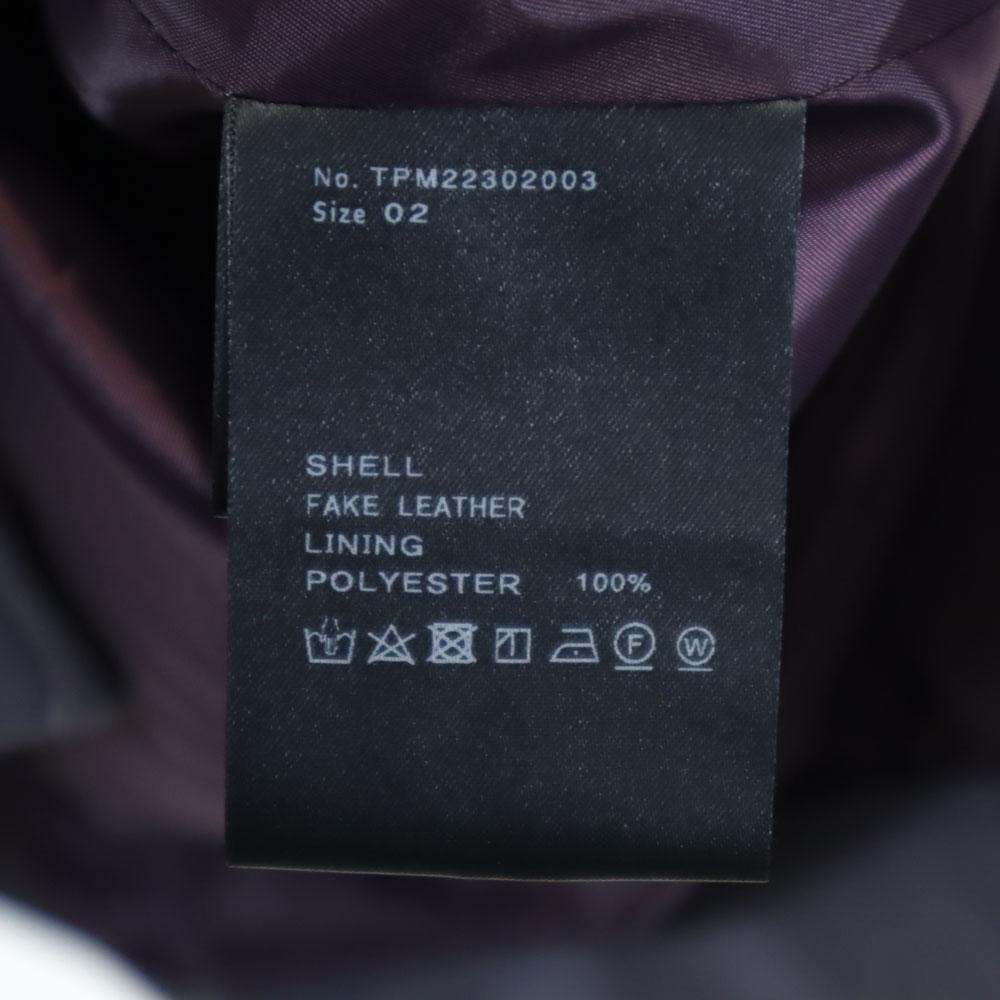 No. TPM22302003
Size 02
SHELL
FAKE LEATHER
LINING
POLYESTER 100%
F W